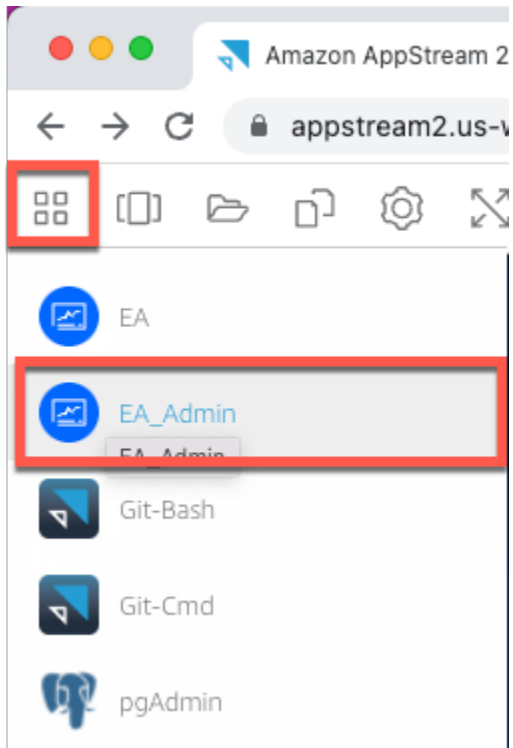 Amazon AppStream 2
appstream2.us-w
EA
EA_Admin
EA_Admin
Git-Bash
Git-Cmd
pgAdmin